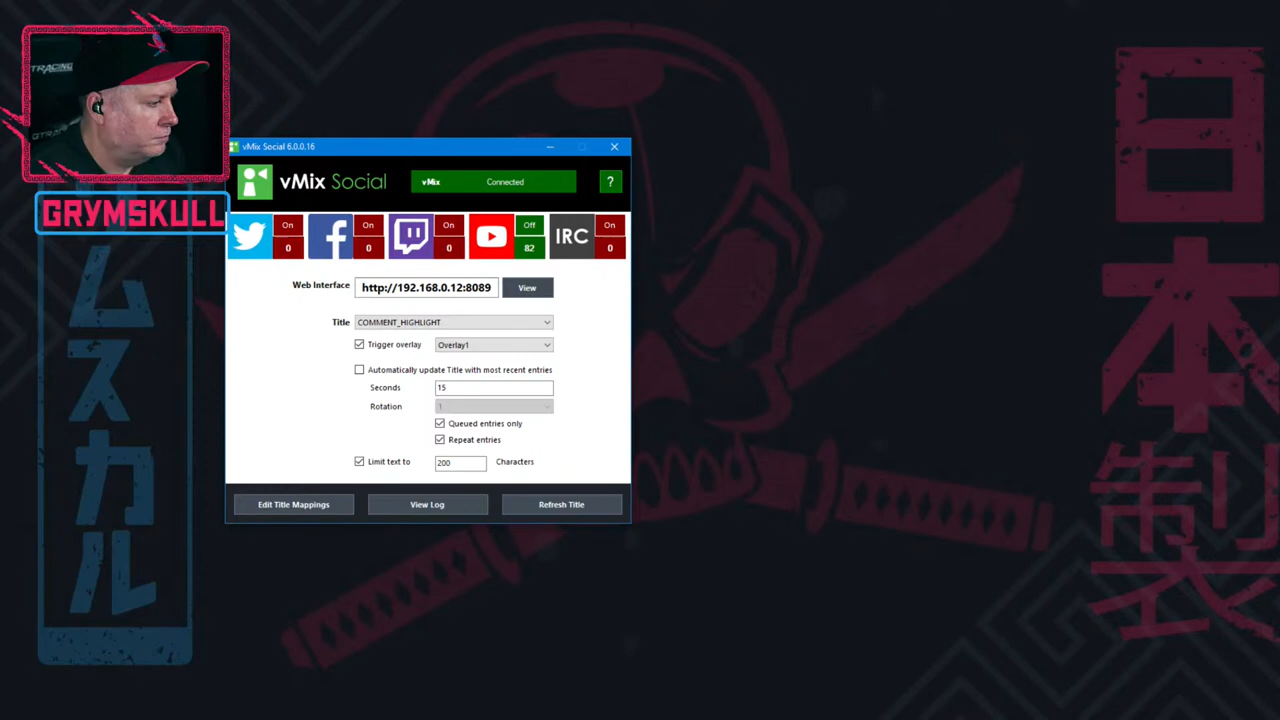 TRACING
GTRA
GRYMSKULL
ムスカル
日本製
vMix Social 6.0.0.16
vMix Social
vMix Connected
?
On
0
On
0
On
0
Off
82
IRC
On
0
Web Interface http://192.168.0.12:8089 View
Title COMMENT_HIGHLIGHT
Trigger overlay Overlay1
Automatically update Title with most recent entries
Seconds 15
Rotation 1
Queued entries only
Repeat entries
Limit text to 200 Characters
Edit Title Mappings View Log Refresh Title